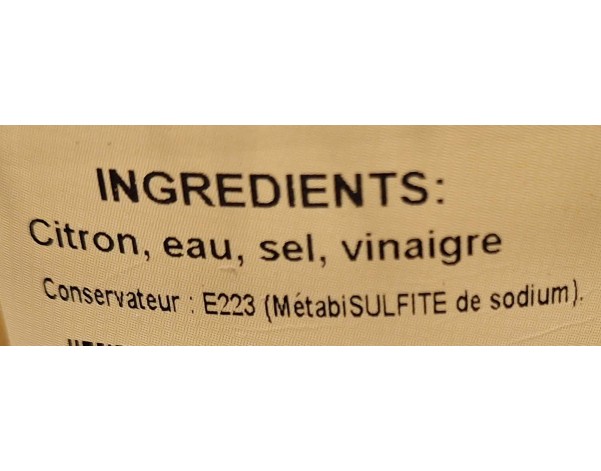 INGREDIENTS:
Citron, eau, sel, vinaigre
Conservateur : E223 (MétabiSULFITE de sodium).